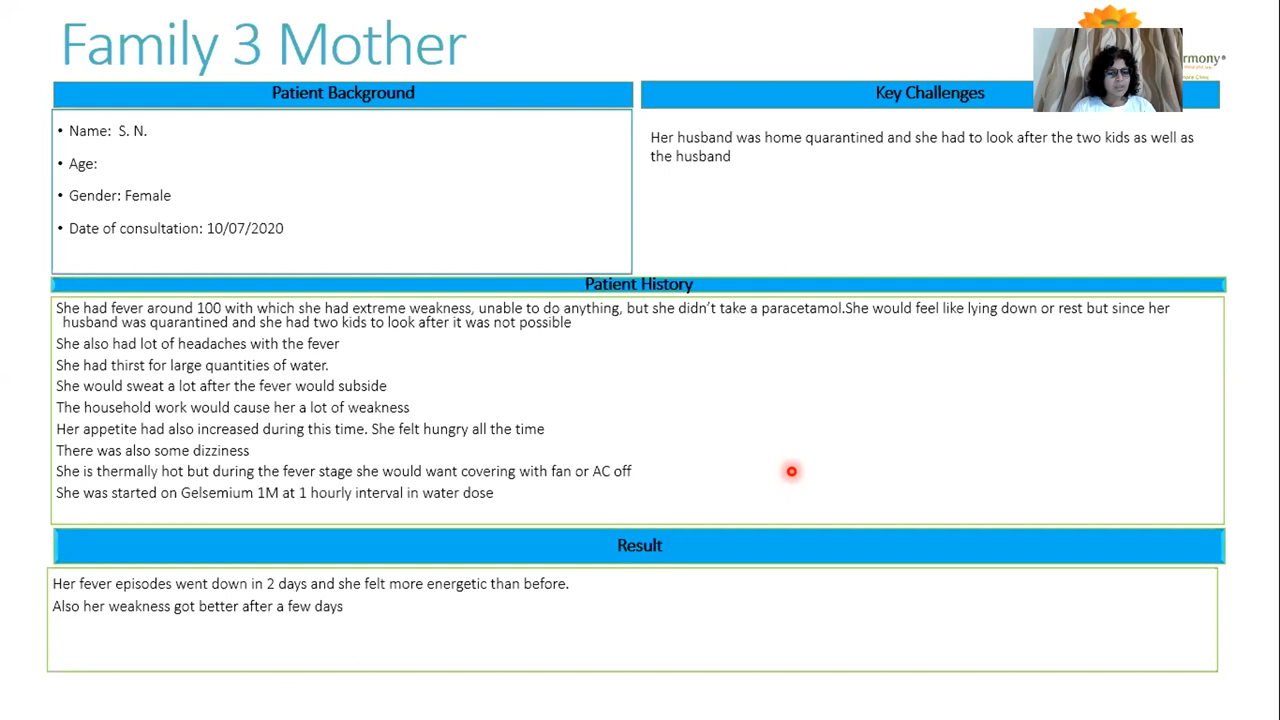 Family 3 Mother
rmony®
Patient Background
Key Challenges
• Name: S. N.
• Age:
• Gender: Female
• Date of consultation: 10/07/2020
Her husband was home quarantined and she had to look after the two kids as well as
the husband
Patient History
She had fever around 100 with which she had extreme weakness, unable to do anything, but she didn’t take a paracetamol.She would feel like lying down or rest but since her
husband was quarantined and she had two kids to look after it was not possible
She also had lot of headaches with the fever
She had thirst for large quantities of water.
She would sweat a lot after the fever would subside
The household work would cause her a lot of weakness
Her appetite had also increased during this time. She felt hungry all the time
There was also some dizziness
She is thermally hot but during the fever stage she would want covering with fan or AC off
She was started on Gelsemium 1M at 1 hourly interval in water dose
Result
Her fever episodes went down in 2 days and she felt more energetic than before.
Also her weakness got better after a few days